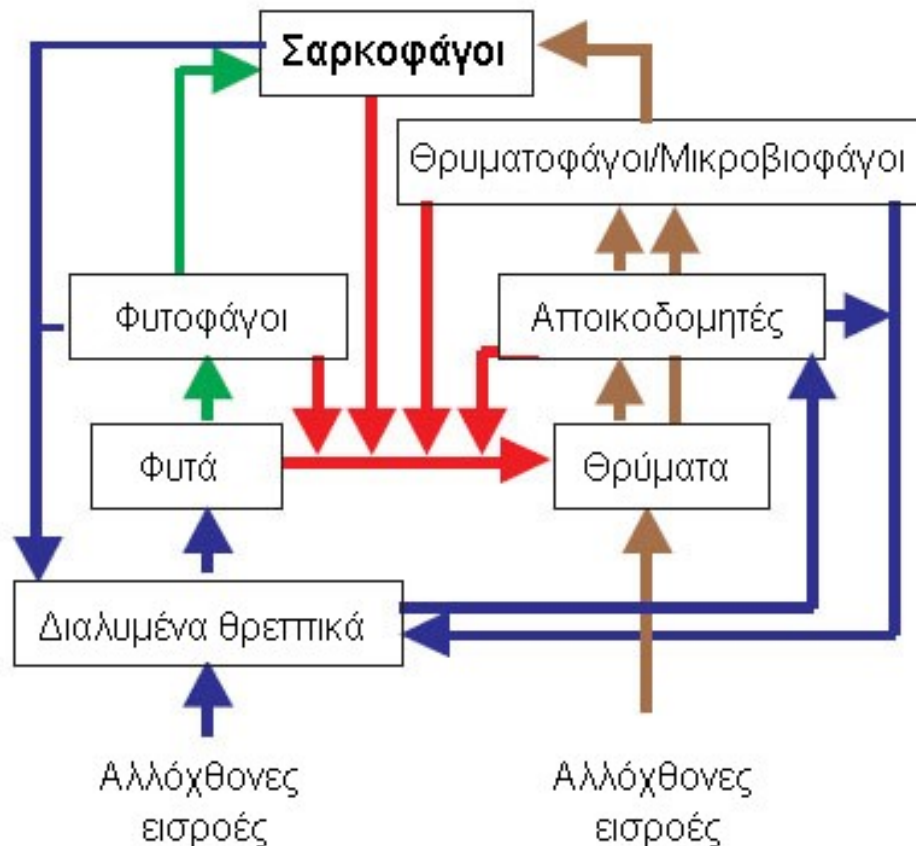 Σαρκοφάγοι
Θρυματοφάγοι/Μικροβιοφάγοι
Φυτοφάγοι
Αποικοδομητές
Φυτά
Θρύματα
Διαλυμένα θρεπτικά
Αλλόχθονες
εισροές
Αλλόχθονες
εισροές